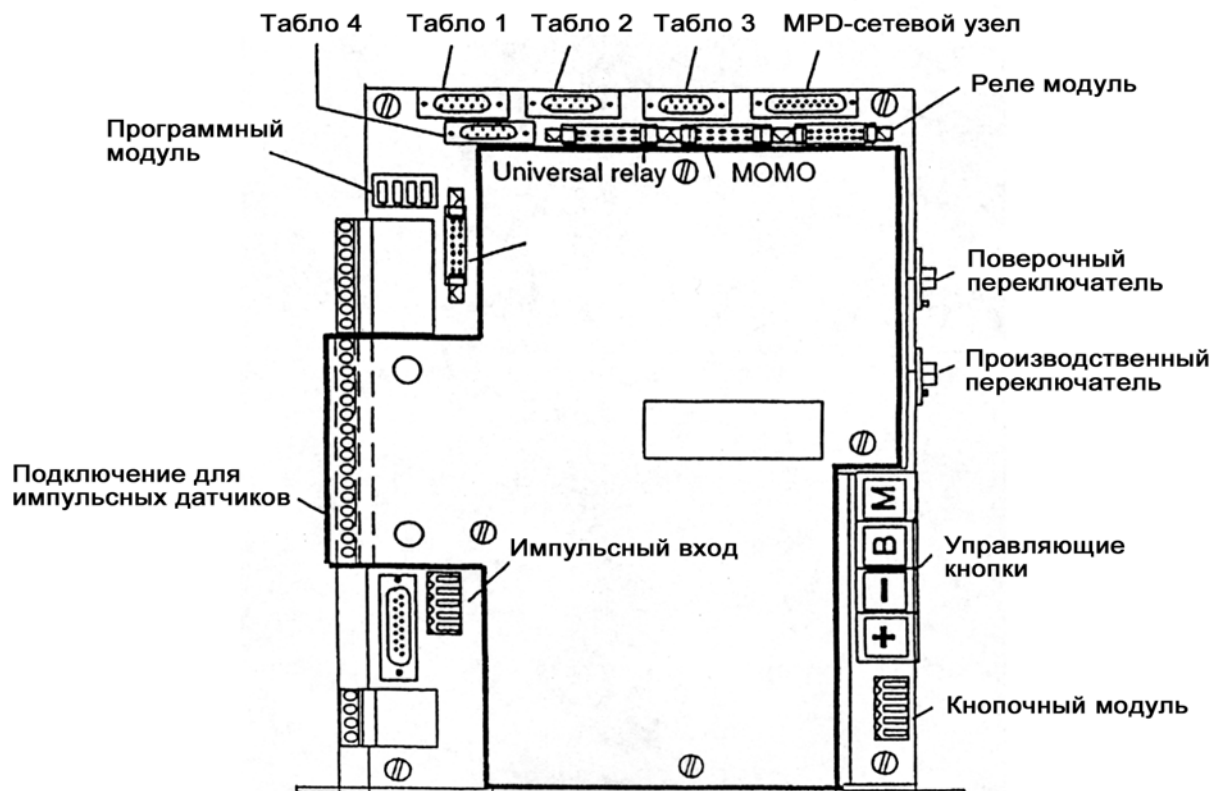 Табло 4 Табло 1 Табло 2 Табло 3 MPD-сетевой узел
Реле модуль
Программный
модуль
Universal relay MOMO
Поверочный
переключатель
Производственный
переключатель
Подключение для
импульсных датчиков
M
Импульсный вход
B
Управляющие
кнопки
−
+
Кнопочный модуль